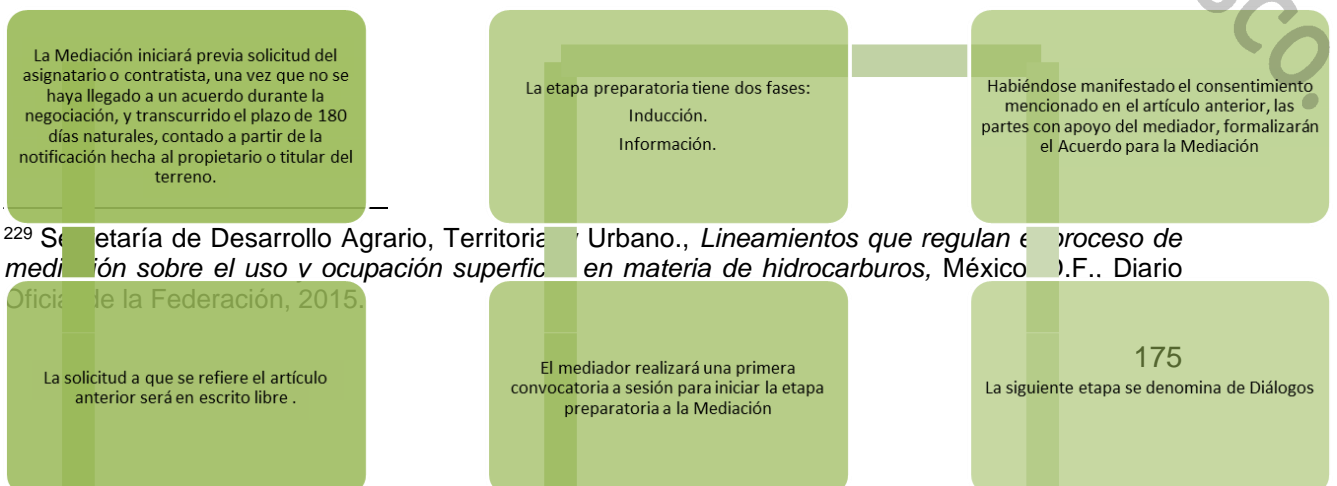 La Mediación iniciará previa solicitud del
asignatario o contratista, una vez que no se
haya llegado a un acuerdo durante la
negociación, y transcurrido el plazo de 180
días naturales, contado a partir de la
notificación hecha al propietario o titular del
terreno.
La etapa preparatoria tiene dos fases:
Inducción.
Información.
Habiéndose manifestado el consentimiento
mencionado en el artículo anterior, las
partes con apoyo del mediador, formalizarán
el Acuerdo para la Mediación
229 Secretaría de Desarrollo Agrario, Territorial y Urbano., Lineamientos que regulan el proceso de
mediación sobre el uso y ocupación superficial en materia de hidrocarburos, México, D.F.. Diario
Oficial de la Federación, 2015.
La solicitud a que se refiere el artículo
anterior será en escrito libre .
El mediador realizará una primera
convocatoria a sesión para iniciar la etapa
preparatoria a la Mediación
175
La siguiente etapa se denomina de Diálogos